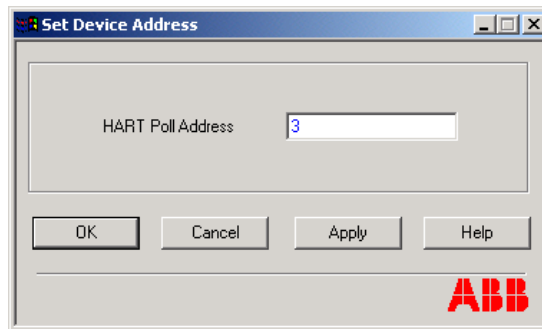 Set Device Address
HART Poll Address 3
OK Cancel Apply Help
ABB